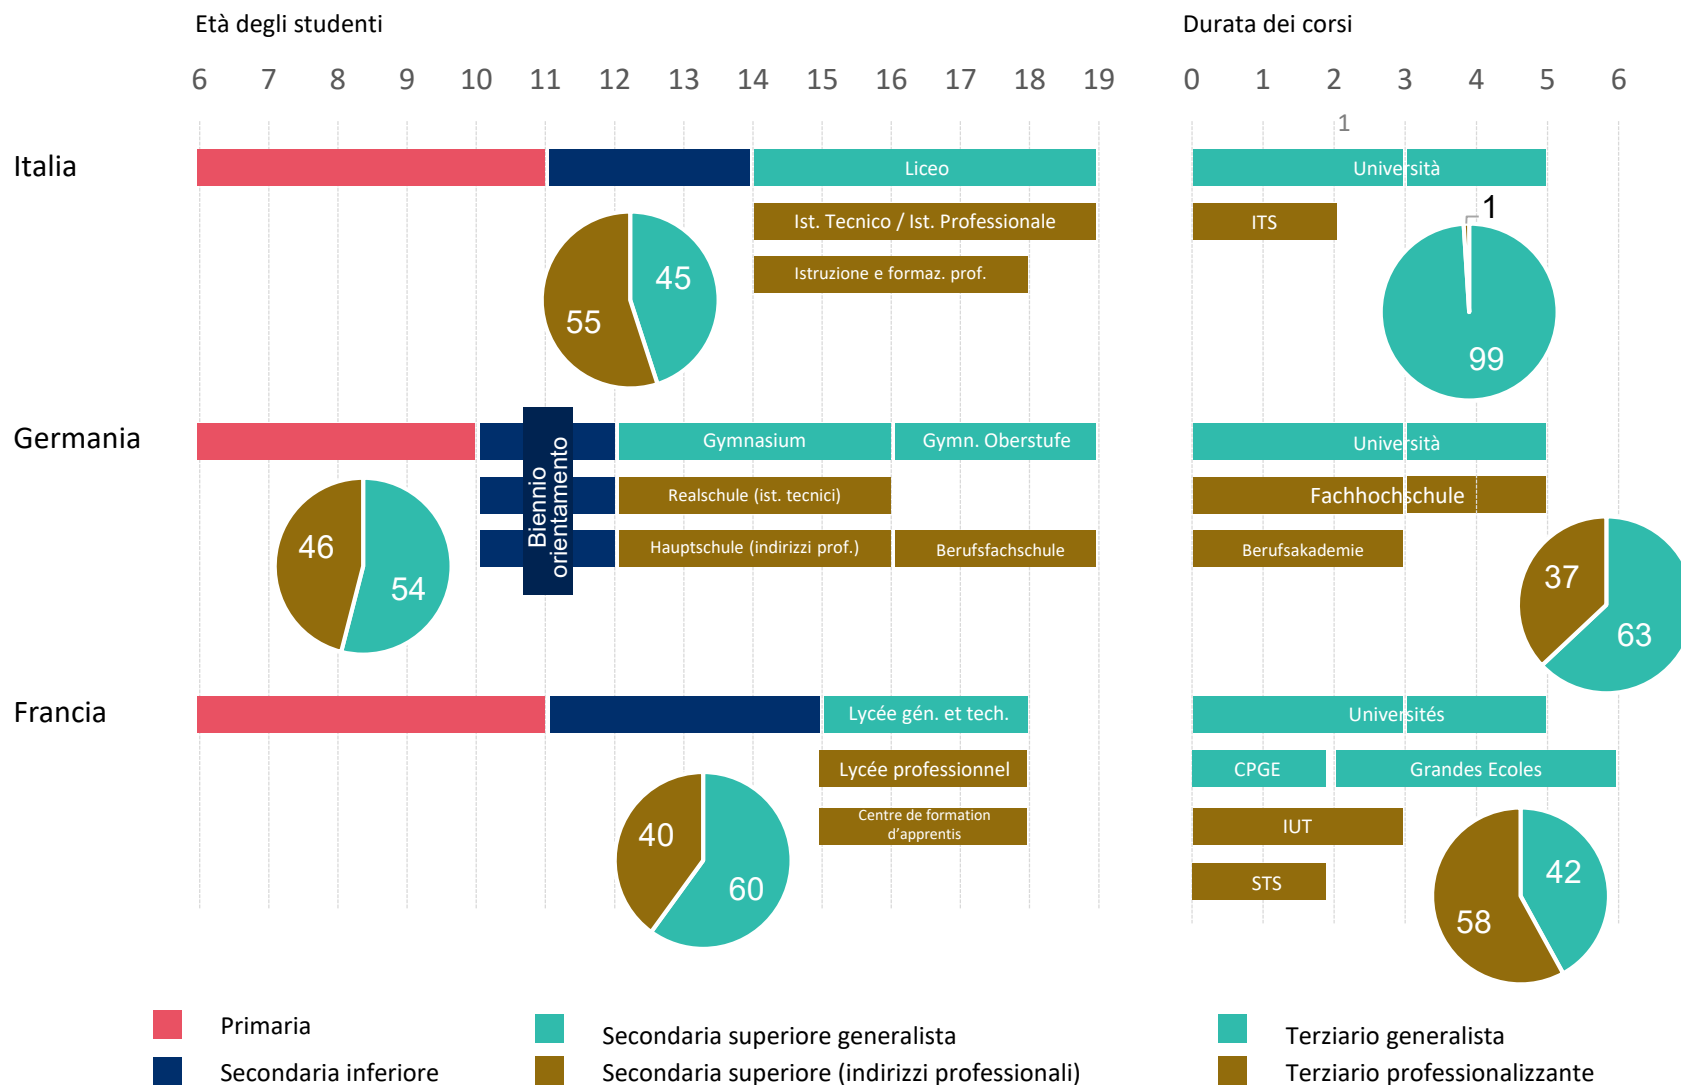 Età degli studenti
Durata dei corsi
6 7 8 9 10 11 12 13 14 15 16 17 18 19
0 1 2 3 4 5 6
1
Italia
Liceo
Università
Ist. Tecnico / Ist. Professionale
ITS
1
Istruzione e formaz. prof.
45
55
99
Germania
Biennio
orientamento
Gymnasium
Gymn. Oberstufe
Università
Realschule (ist. tecnici)
Fachhochschule
Hauptschule (indirizzi prof.)
Berufsfachschule
Berufsakademie
46
54
37
63
Francia
Lycée gén. et tech.
Universités
Lycée professionnel
CPGE
Grandes Ecoles
Centre de formation
d'apprentis
IUT
STS
40
60
42
58
Primaria
Secondaria superiore generalista
Terziario generalista
Secondaria inferiore
Secondaria superiore (indirizzi professionali)
Terziario professionalizzante